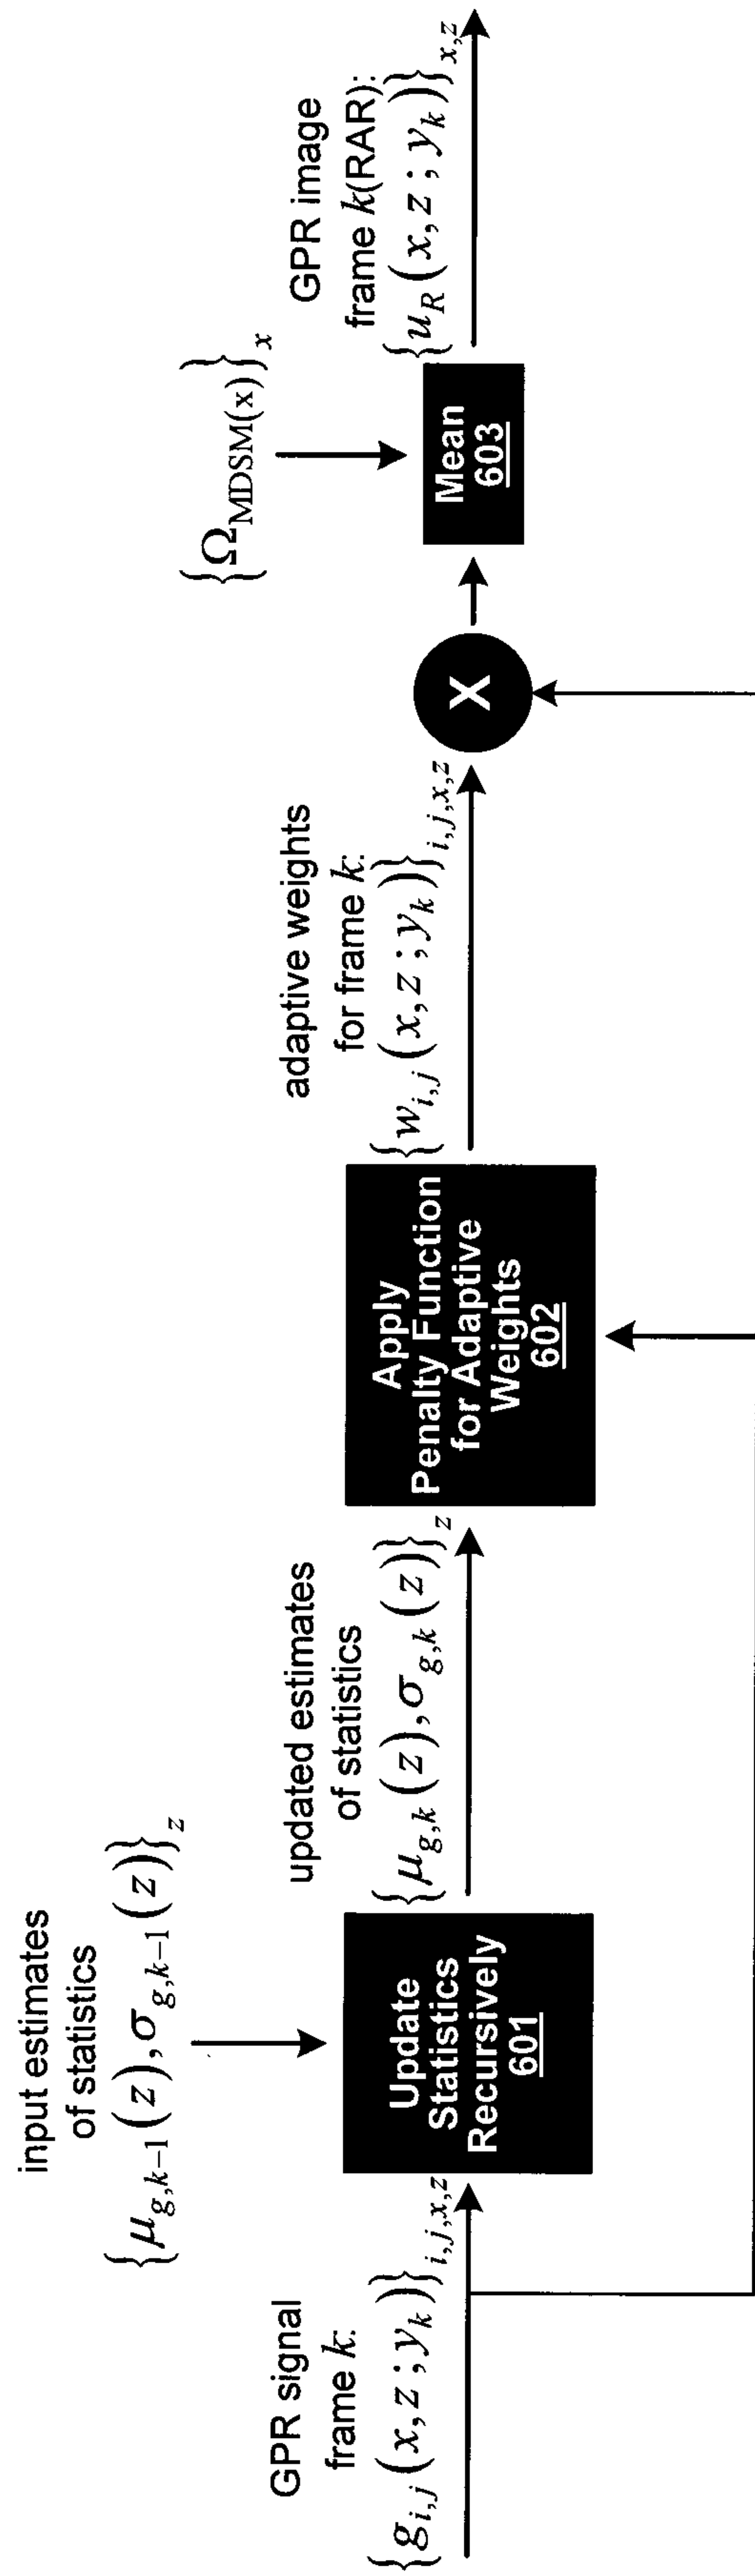 GPR signal
frame k:
{g_{i,j}(x,z;y_k)}_{i,j,x,z}
input estimates
of statistics
{μ_{g,k−1}(z),σ_{g,k−1}(z)}_z
Update
Statistics
Recursively
601
updated estimates
of statistics
{μ_{g,k}(z),σ_{g,k}(z)}_z
Apply
Penalty Function
for Adaptive
Weights
602
adaptive weights
for frame k:
{w_{i,j}(x,z;y_k)}_{i,j,x,z}
X
{Ω_{MDSM(x)}}_x
Mean
603
GPR image
frame k(RAR):
{u_R(x,z;y_k)}_{x,z}